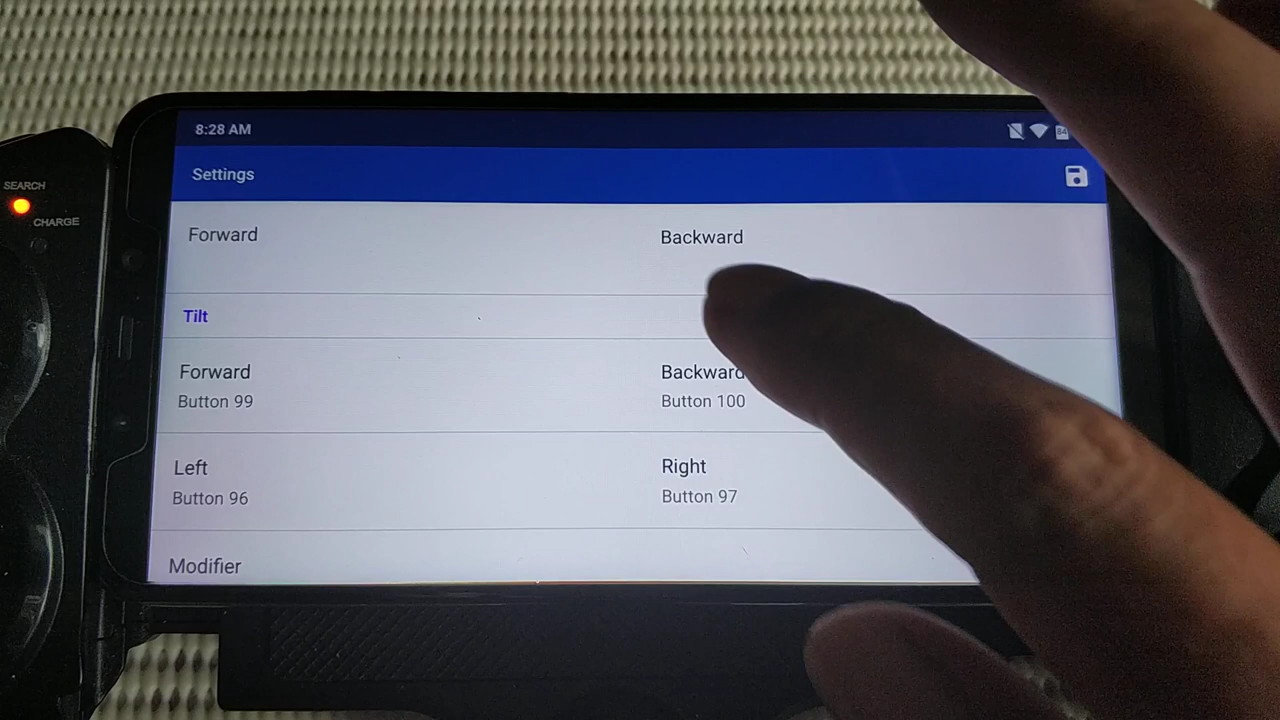 SEARCH
CHARGE
8:28 AM
84
Settings
Forward
Backward
Tilt
Forward
Backward
Button 99
Button 100
Left
Right
Button 96
Button 97
Modifier